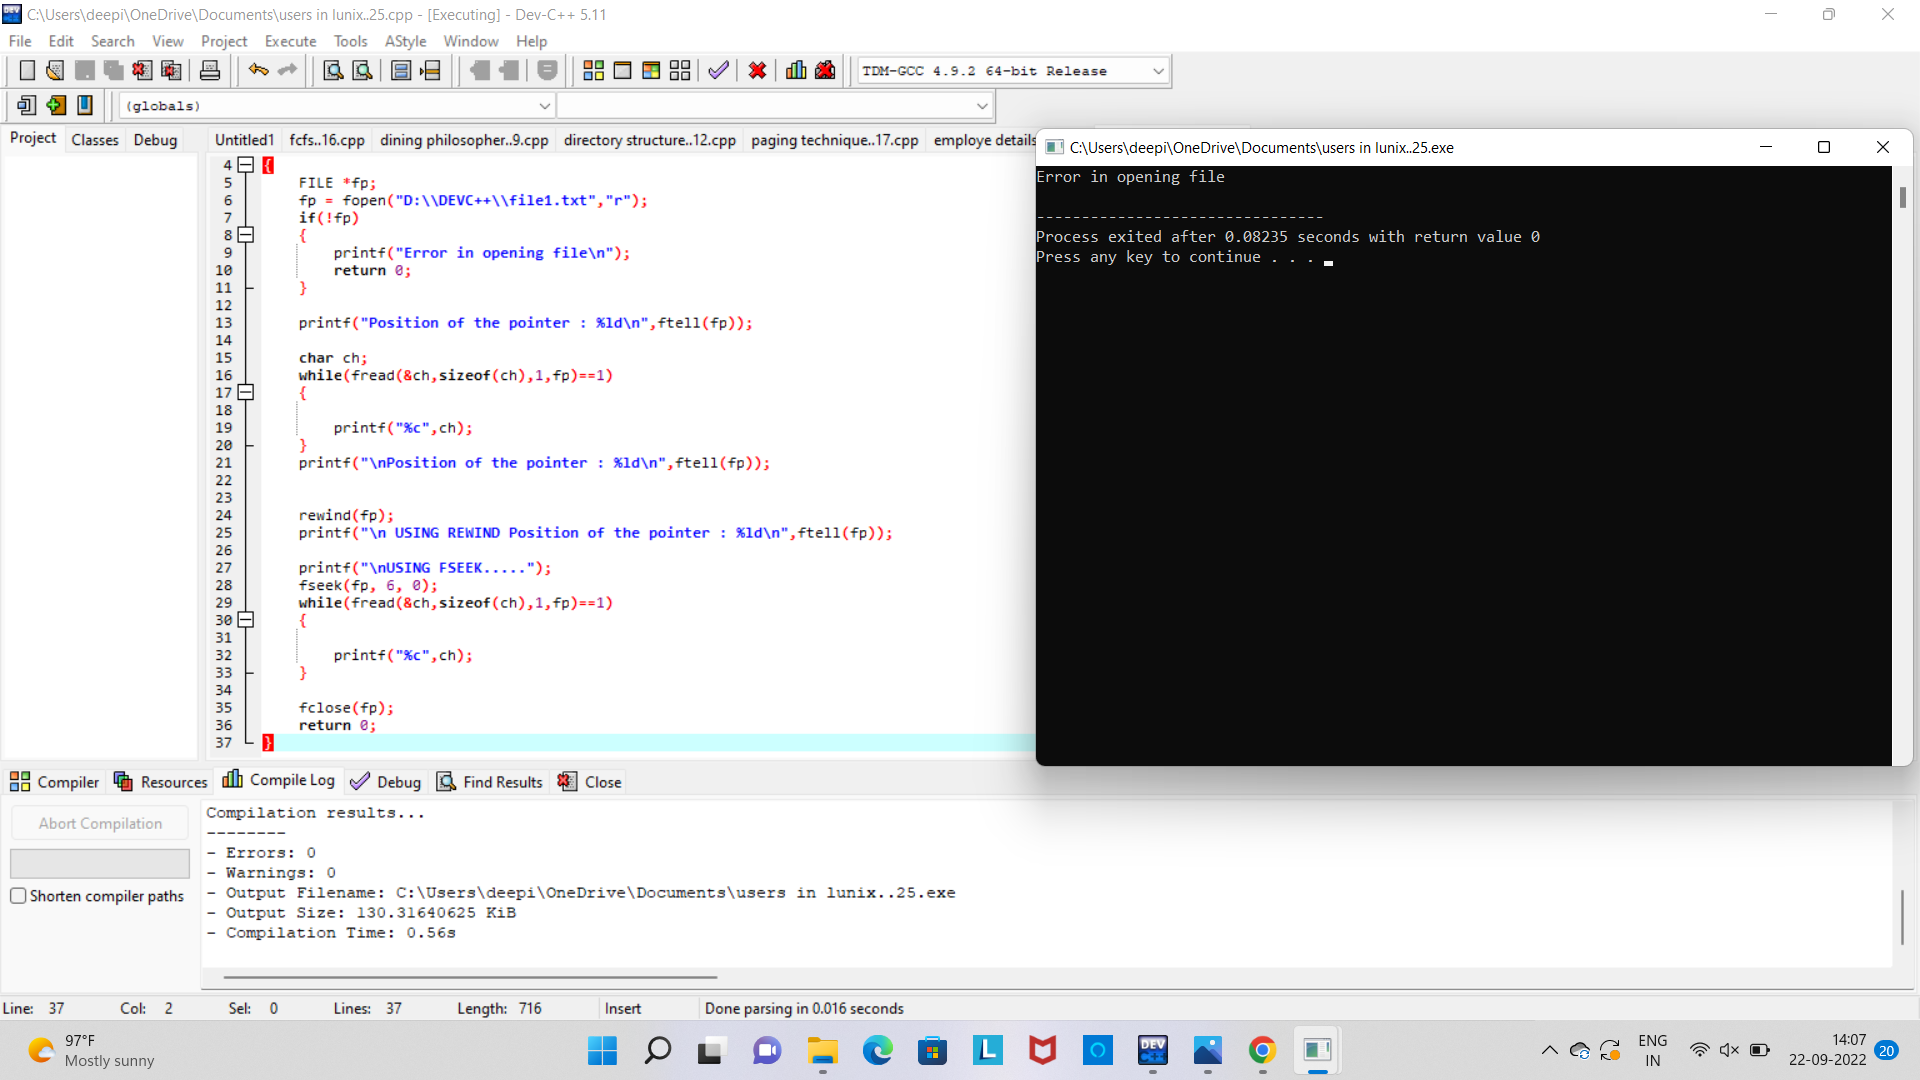 C:\Users\deepi\OneDrive\Documents\users in lunix..25.cpp - [Executing] - Dev-C++ 5.11
File Edit Search View Project Execute Tools AStyle Window Help
TDM-GCC 4.9.2 64-bit Release
(globals)
Project Classes Debug
Untitled1 fcfs..16.cpp dining philosopher..9.cpp directory structure..12.cpp paging technique..17.cpp employe details
4 {
5 FILE *fp;
6 fp = fopen("D:\\DEVC++\\file1.txt","r");
7 if(!fp)
8 {
9 printf("Error in opening file\n");
10 return 0;
11 }
12
13 printf("Position of the pointer : %ld\n",ftell(fp));
14
15 char ch;
16 while(fread(&ch,sizeof(ch),1,fp)==1)
17 {
18
19 printf("%c",ch);
20 }
21 printf("\nPosition of the pointer : %ld\n",ftell(fp));
22
23
24 rewind(fp);
25 printf("\n USING REWIND Position of the pointer : %ld\n",ftell(fp));
26
27 printf("\nUSING FSEEK.....");
28 fseek(fp, 6, 0);
29 while(fread(&ch,sizeof(ch),1,fp)==1)
30 {
31
32 printf("%c",ch);
33 }
34
35 fclose(fp);
36 return 0;
37 }
C:\Users\deepi\OneDrive\Documents\users in lunix..25.exe
Error in opening file
--------------------------------
Process exited after 0.08235 seconds with return value 0
Press any key to continue . . .
Compiler Resources Compile Log Debug Find Results Close
Abort Compilation
Shorten compiler paths
Compilation results...
--------
- Errors: 0
- Warnings: 0
- Output Filename: C:\Users\deepi\OneDrive\Documents\users in lunix..25.exe
- Output Size: 130.31640625 KiB
- Compilation Time: 0.56s
Line: 37 Col: 2 Sel: 0 Lines: 37 Length: 716 Insert Done parsing in 0.016 seconds
97°F
Mostly sunny
DEV
L
ENG
IN
14:07
22-09-2022
20